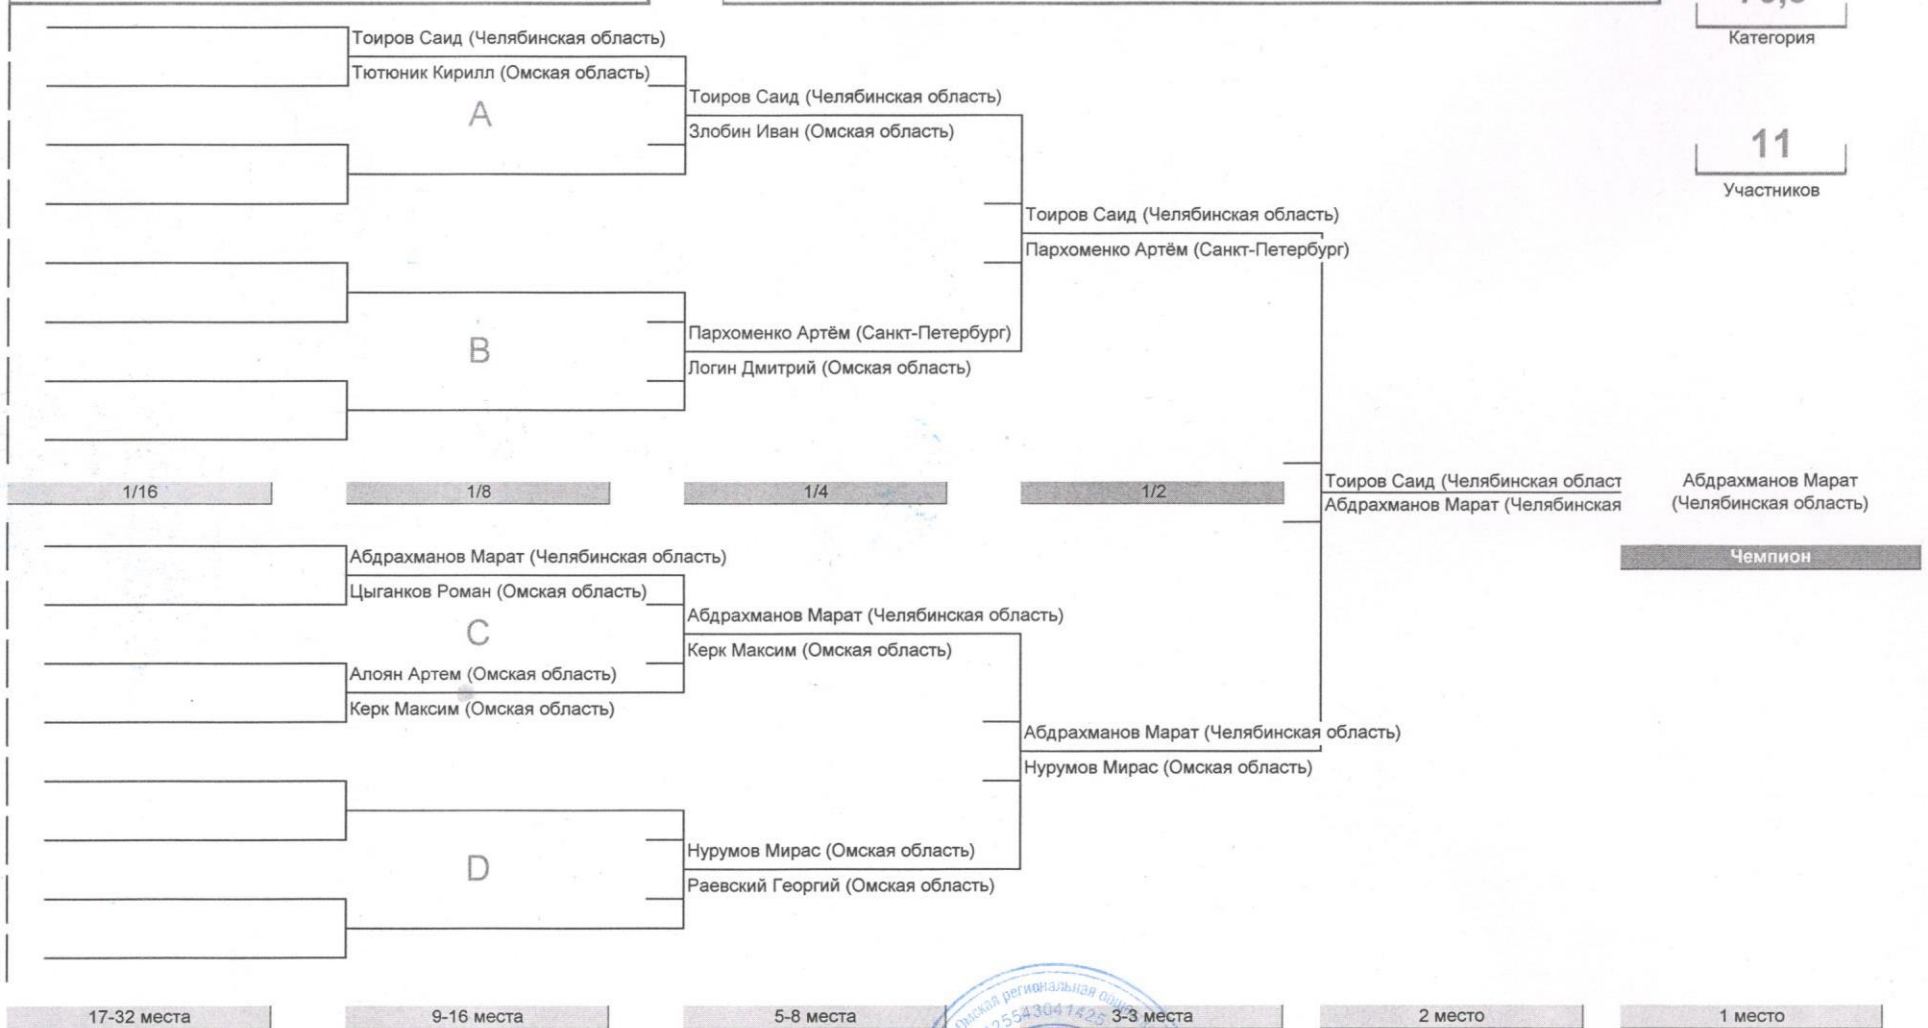 Категория
11
Участников
Тоиров Саид (Челябинская область)
Тютюник Кирилл (Омская область)
A
Тоиров Саид (Челябинская область)
Злобин Иван (Омская область)
Тоиров Саид (Челябинская область)
Пархоменко Артём (Санкт-Петербург)
B
Пархоменко Артём (Санкт-Петербург)
Логин Дмитрий (Омская область)
1/16
1/8
1/4
1/2
Тоиров Саид (Челябинская област
Абдрахманов Марат (Челябинская
Абдрахманов Марат
(Челябинская область)
Чемпион
Абдрахманов Марат (Челябинская область)
Цыганков Роман (Омская область)
C
Абдрахманов Марат (Челябинская область)
Керк Максим (Омская область)
Алоян Артем (Омская область)
Керк Максим (Омская область)
Абдрахманов Марат (Челябинская область)
Нурумов Мирас (Омская область)
D
Нурумов Мирас (Омская область)
Раевский Георгий (Омская область)
17-32 места
9-16 места
5-8 места
3-3 места
2 место
1 место
региональная